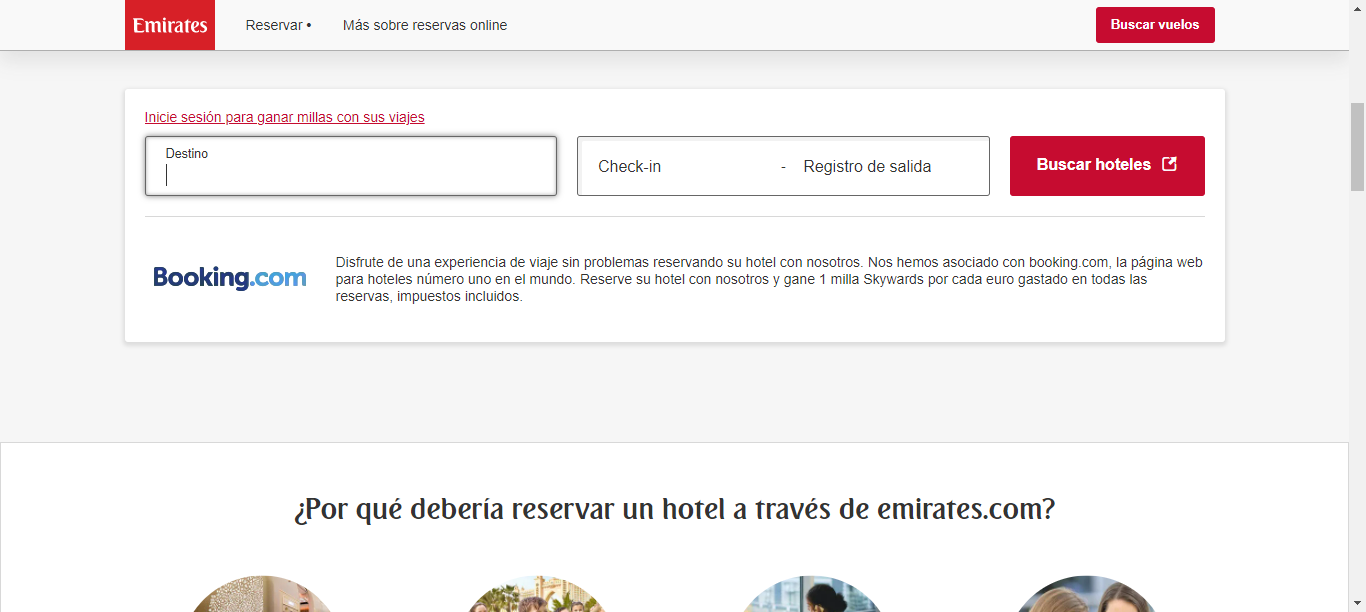 Emirates
Reservar •
Más sobre reservas online
Buscar vuelos
Inicie sesión para ganar millas con sus viajes
Destino
Check-in - Registro de salida
Buscar hoteles
Booking.com
Disfrute de una experiencia de viaje sin problemas reservando su hotel con nosotros. Nos hemos asociado con booking.com, la página web
para hoteles número uno en el mundo. Reserve su hotel con nosotros y gane 1 milla Skywards por cada euro gastado en todas las
reservas, impuestos incluidos.
¿Por qué debería reservar un hotel a través de emirates.com?